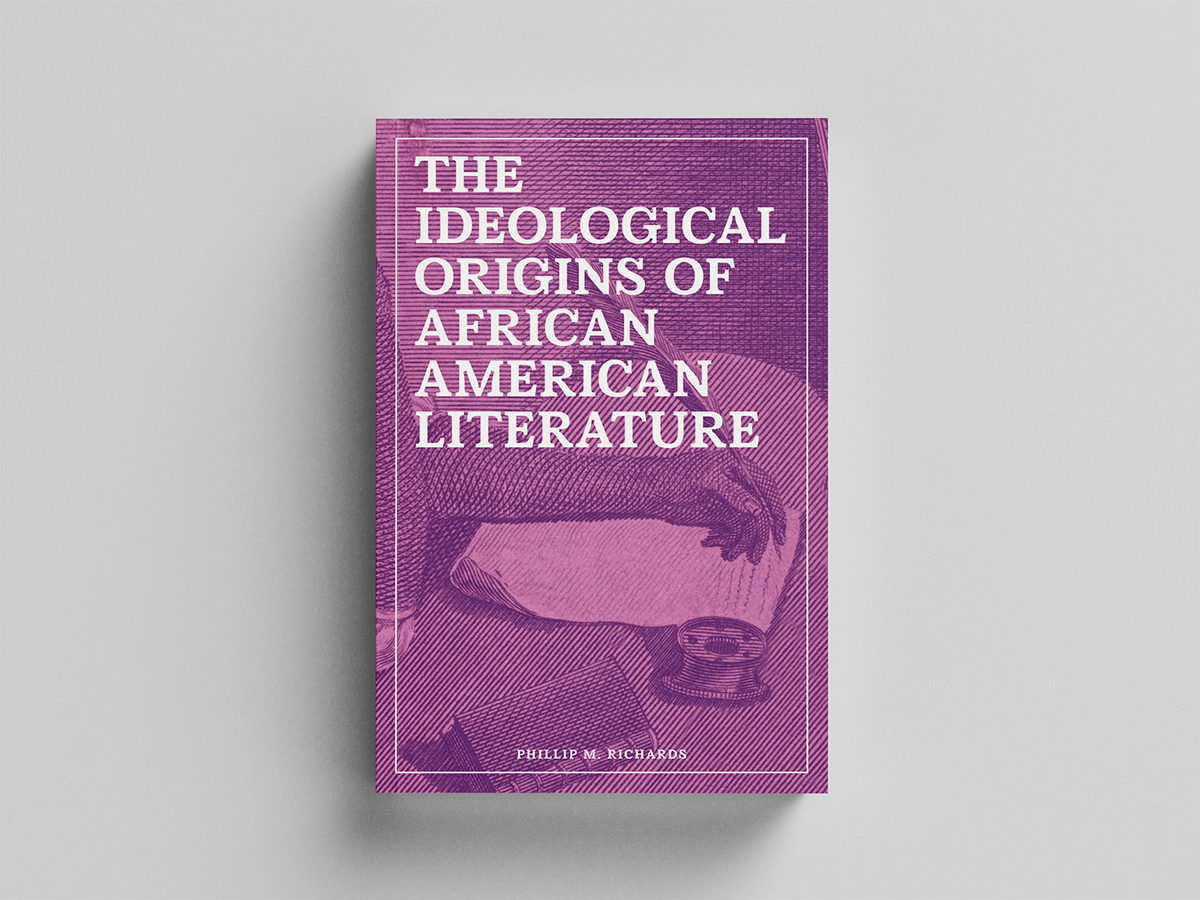 THE
IDEOLOGICAL
ORIGINS OF
AFRICAN
AMERICAN
LITERATURE
PHILLIP M. RICHARDS